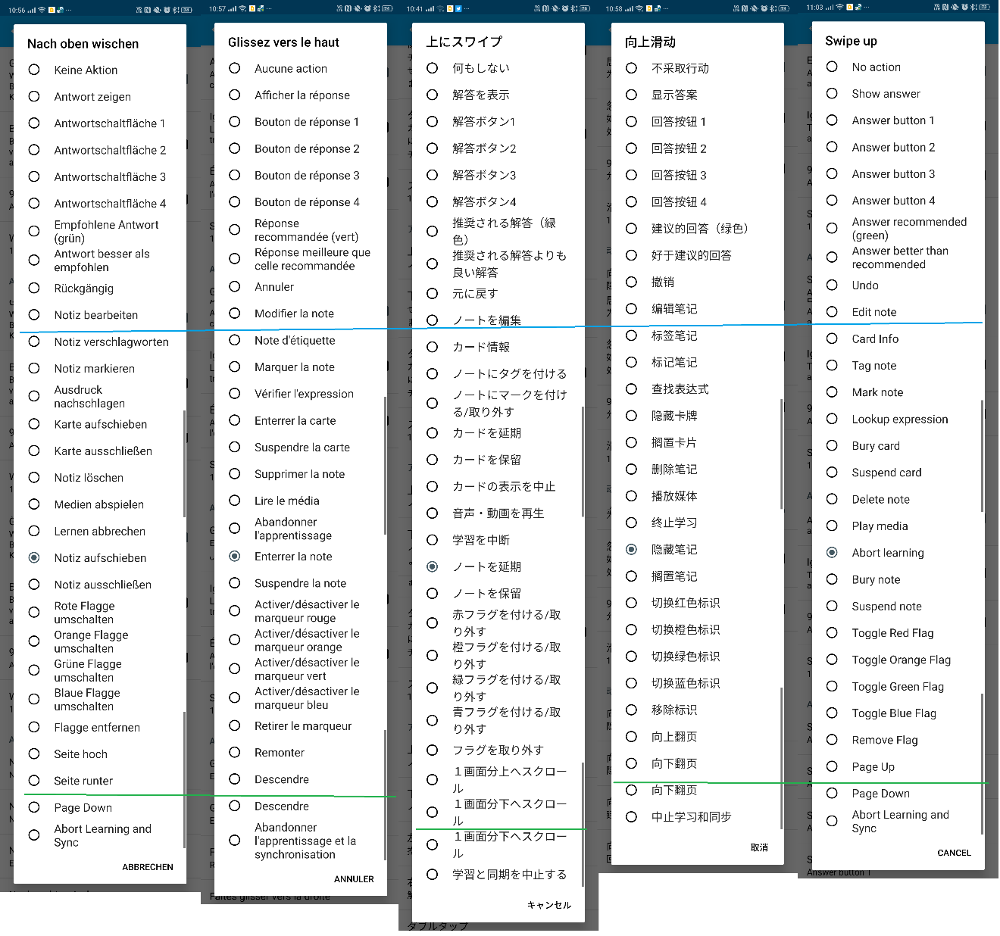 10:56
Nach oben wischen
Keine Aktion
Antwort zeigen
Antwortschaltfläche 1
Antwortschaltfläche 2
Antwortschaltfläche 3
Antwortschaltfläche 4
Empfohlene Antwort
(grün)
Antwort besser als
empfohlen
Rückgängig
Notiz bearbeiten
Notiz verschlagworten
Notiz markieren
Ausdruck
nachschlagen
Karte aufschieben
Karte ausschließen
Notiz löschen
Medien abspielen
Lernen abbrechen
Notiz aufschieben
Notiz ausschließen
Rote Flagge
umschalten
Orange Flagge
umschalten
Grüne Flagge
umschalten
Blaue Flagge
umschalten
Flagge entfernen
Seite hoch
Seite runter
Page Down
Abort Learning and
Sync
ABBRECHEN
10:57
Glissez vers le haut
Aucune action
Afficher la réponse
Bouton de réponse 1
Bouton de réponse 2
Bouton de réponse 3
Bouton de réponse 4
Réponse
recommandée (vert)
Réponse meilleure que
celle recommandée
Annuler
Modifier la note
Note d'étiquette
Marquer la note
Vérifier l'expression
Enterrer la carte
Suspendre la carte
Supprimer la note
Lire le média
Abandonner
l'apprentissage
Enterrer la note
Suspendre la note
Activer/désactiver le
marqueur rouge
Activer/désactiver le
marqueur orange
Activer/désactiver le
marqueur vert
Activer/désactiver le
marqueur bleu
Retirer le marqueur
Remonter
Descendre
Descendre
Abandonner
l'apprentissage et la
synchronisation
ANNULER
Faites glisser vers la droite
10:41
上にスワイプ
何もしない
解答を表示
解答ボタン1
解答ボタン2
解答ボタン3
解答ボタン4
推奨される解答（緑
色）
推奨される解答よりも
良い解答
元に戻す
ノートを編集
カード情報
ノートにタグを付ける
ノートにマークを付け
る/取り外す
カードを延期
カードを保留
カードの表示を中止
音声・動画を再生
学習を中断
ノートを延期
ノートを保留
赤フラグを付ける/取
り外す
橙フラグを付ける/取
り外す
緑フラグを付ける/取
り外す
青フラグを付ける/取
り外す
フラグを取り外す
１画面分上へスクロー
ル
１画面分下へスクロー
ル
１画面分下へスクロー
ル
学習と同期を中止する
キャンセル
ダブルタップ
10:58
向上滑动
不采取行动
显示答案
回答按钮 1
回答按钮 2
回答按钮 3
回答按钮 4
建议的回答（绿色）
好于建议的回答
撤销
编辑笔记
标签笔记
标记笔记
查找表达式
隐藏卡牌
搁置卡片
删除笔记
播放媒体
终止学习
隐藏笔记
搁置笔记
切换红色标识
切换橙色标识
切换绿色标识
切换蓝色标识
移除标识
向上翻页
向下翻页
向下翻页
中止学习和同步
取消
11:03
Swipe up
No action
Show answer
Answer button 1
Answer button 2
Answer button 3
Answer button 4
Answer recommended
(green)
Answer better than
recommended
Undo
Edit note
Card Info
Tag note
Mark note
Lookup expression
Bury card
Suspend card
Delete note
Play media
Abort learning
Bury note
Suspend note
Toggle Red Flag
Toggle Orange Flag
Toggle Green Flag
Toggle Blue Flag
Remove Flag
Page Up
Page Down
Abort Learning and
Sync
CANCEL
Answer button 1